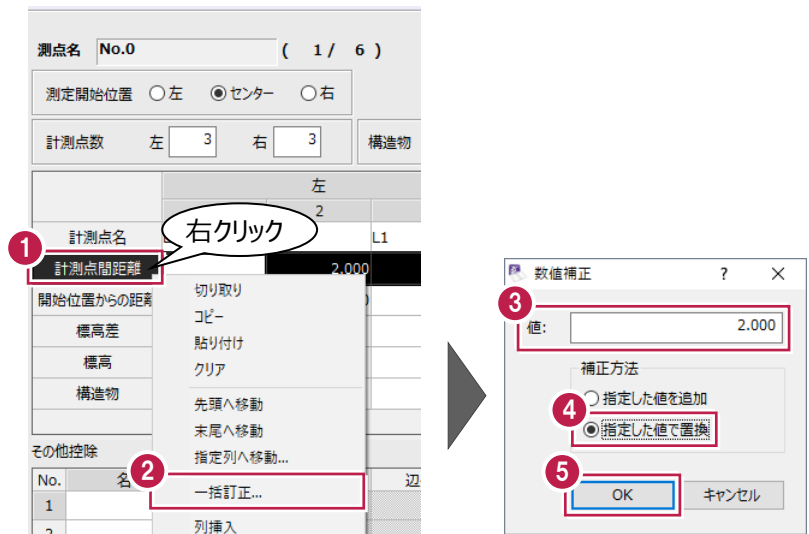 測点名 No.0 ( 1 / 6 )
測定開始位置 左 センター 右
計測点数 左 3 右 3 構造物
左
2
計測点名 L1
右クリック
1
計測点間距離 2.000
開始位置からの距離
標高差
標高
構造物
切り取り
コピー
貼り付け
クリア
先頭へ移動
末尾へ移動
指定列へ移動...
2
一括訂正...
列挿入
その他控除
No. 名 辺
1
2
数値補正 ? ×
3
値: 2.000
補正方法
指定した値を追加
4
指定した値で置換
5
OK キャンセル